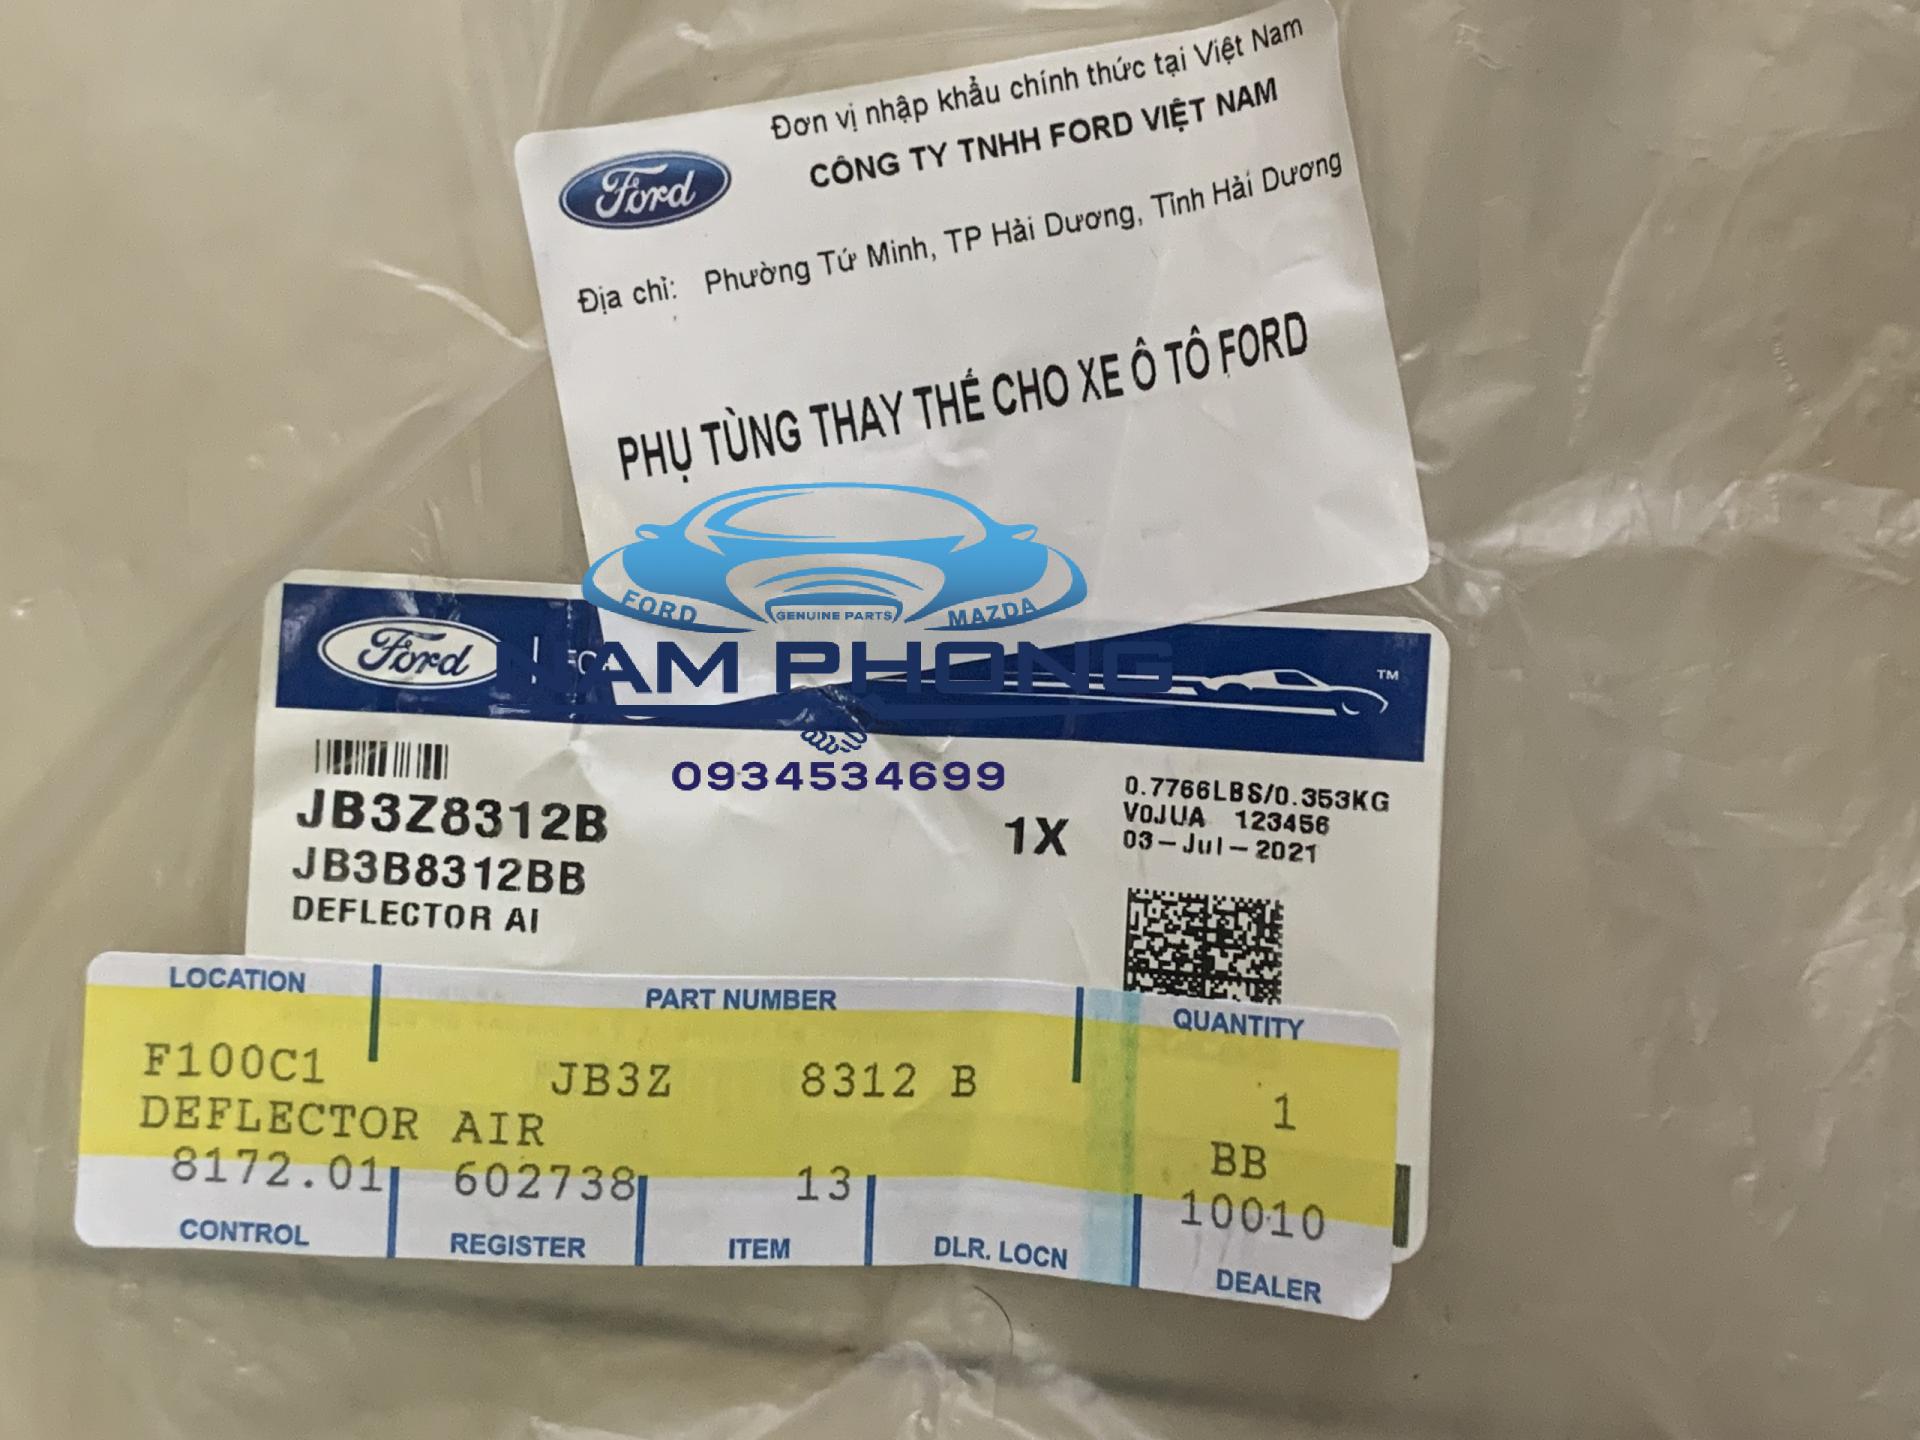 Đơn vị nhập khẩu chính thức tại Việt Nam
Ford
CÔNG TY TNHH FORD VIỆT NAM
Địa chỉ: Phường Tứ Minh, TP Hải Dương, Tỉnh Hải Dương
PHỤ TÙNG THAY THẾ CHO XE Ô TÔ FORD
FORD GENUINE PARTS MAZDA
NAM PHONG
0934534699
Ford
TM
JB3Z8312B
JB3B8312BB
DEFLECTOR AI
1X
0.7766LBS/0.353KG
V0JUA 123456
03-Jul-2021
LOCATION PART NUMBER QUANTITY
F100C1 JB3Z 8312 B 1
DEFLECTOR AIR BB
8172.01 602738 13 10010
CONTROL REGISTER ITEM DLR. LOCN DEALER